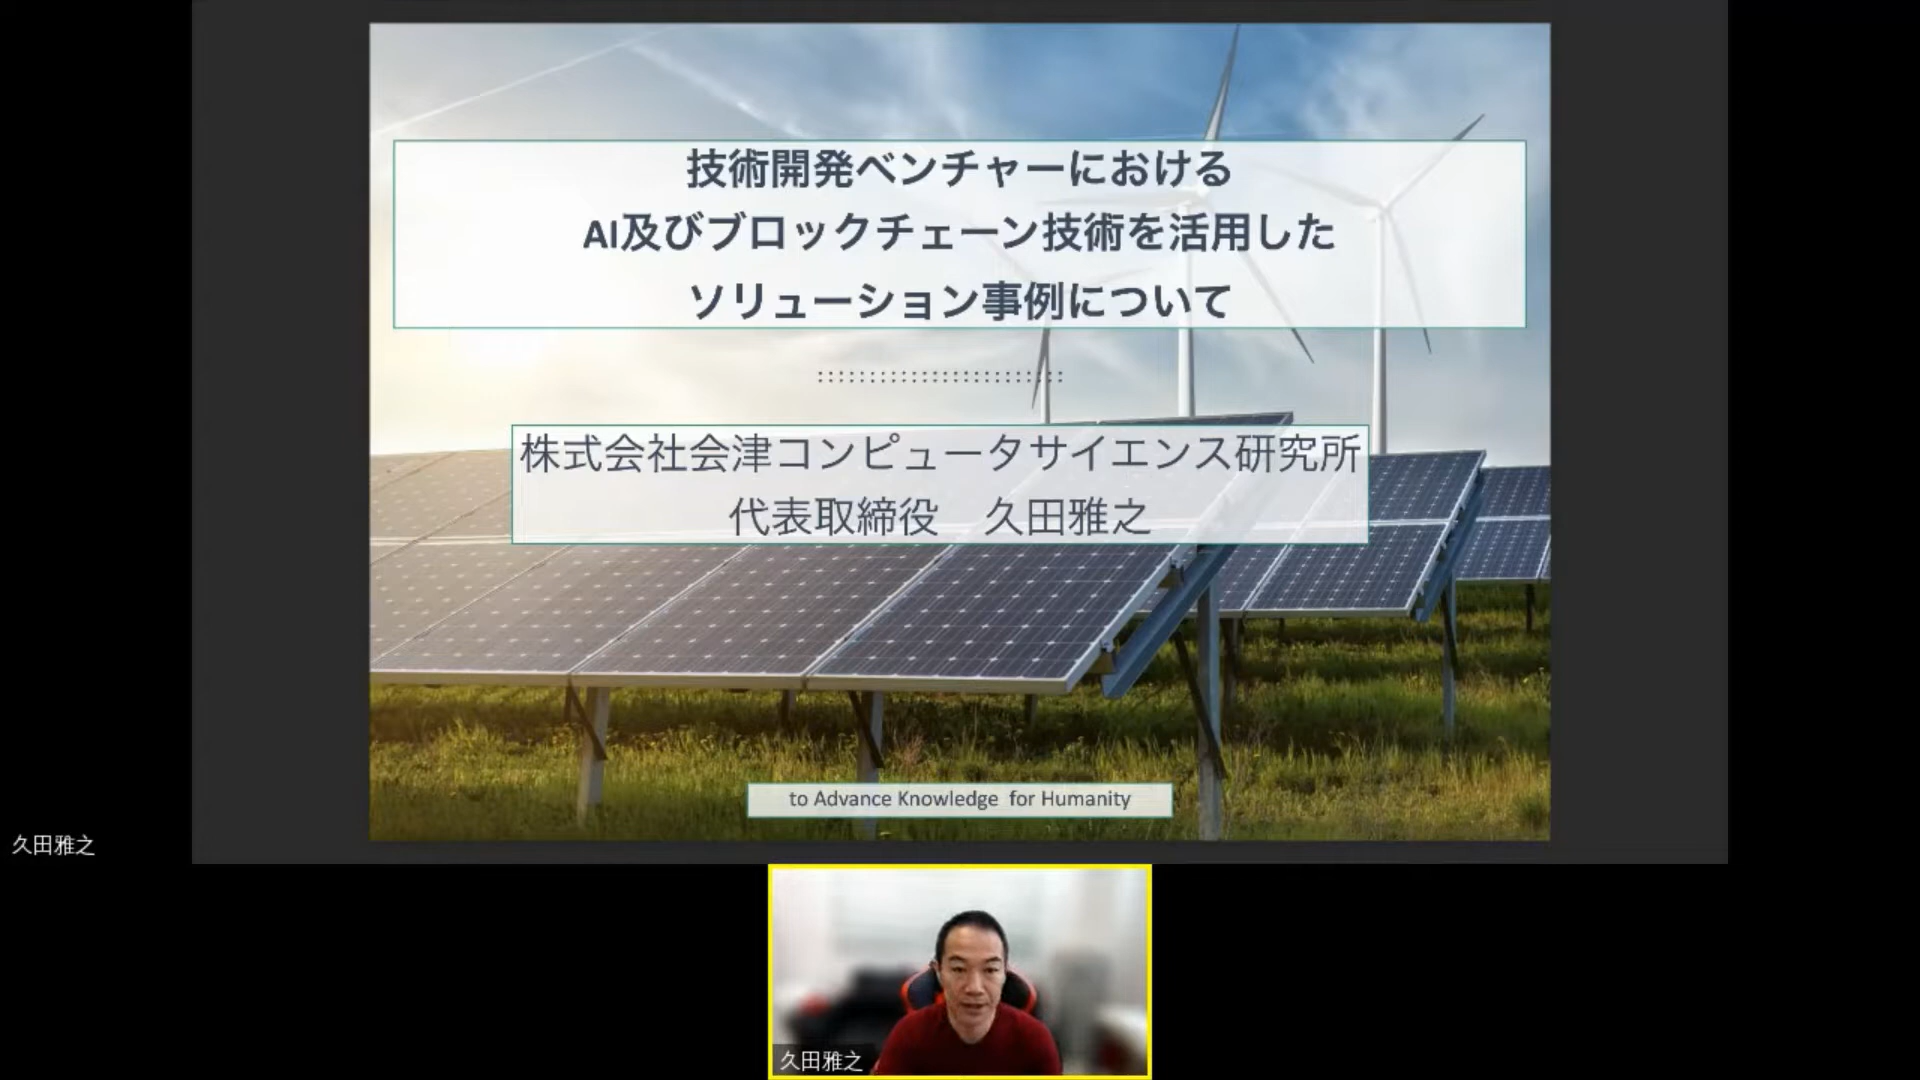 技術開発ベンチャーにおける
AI及びブロックチェーン技術を活用した
ソリューション事例について
株式会社会津コンピュータサイエンス研究所
代表取締役　久田雅之
to Advance Knowledge for Humanity
久田雅之
久田雅之